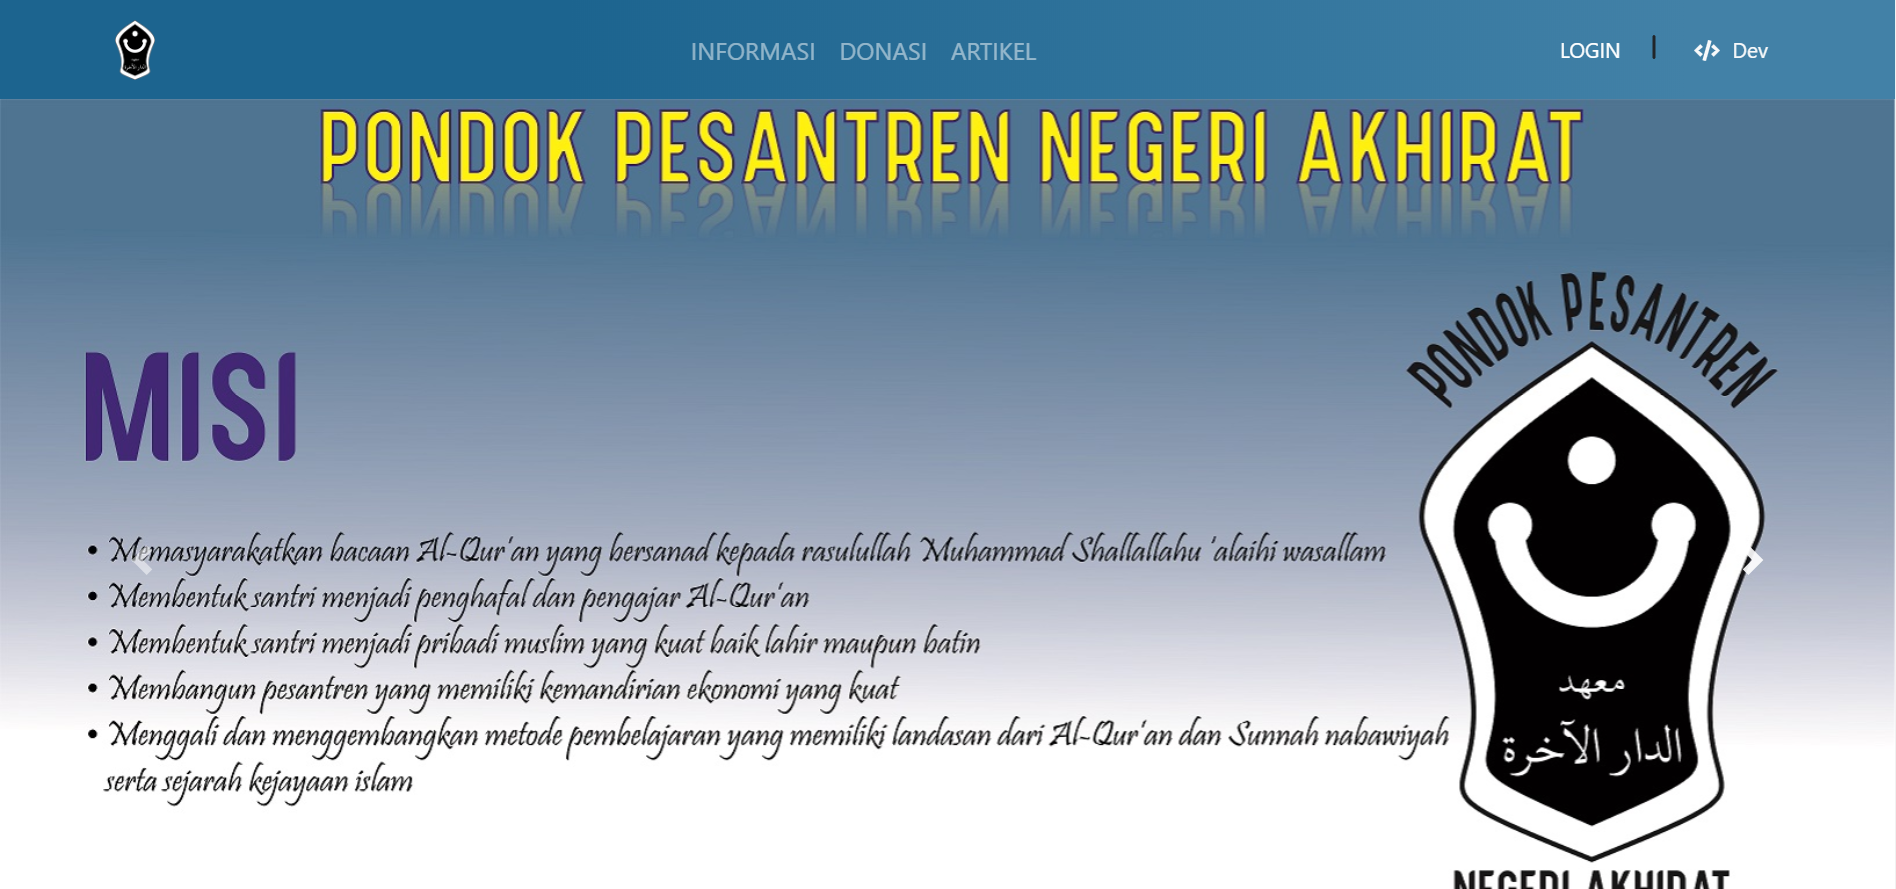 INFORMASI DONASI ARTIKEL LOGIN | </> Dev
PONDOK PESANTREN NEGERI AKHIRAT
PONDOK PESANTREN
MISI
• Memasyarakatkan bacaan Al-Qur'an yang bersanad kepada rasulullah Muhammad Shallallahu 'alaihi wasallam
• Membentuk santri menjadi penghafal dan pengajar Al-Qur'an
• Membentuk santri menjadi pribadi muslim yang kuat baik lahir maupun batin
• Membangun pesantren yang memiliki kemandirian ekonomi yang kuat
• Menggali dan menggembangkan metode pembelajaran yang memiliki landasan dari Al-Qur'an dan Sunnah nabawiyah
serta sejarah kejayaan islam
معهد
الدار الآخرة
NEGERI AKHIRAT